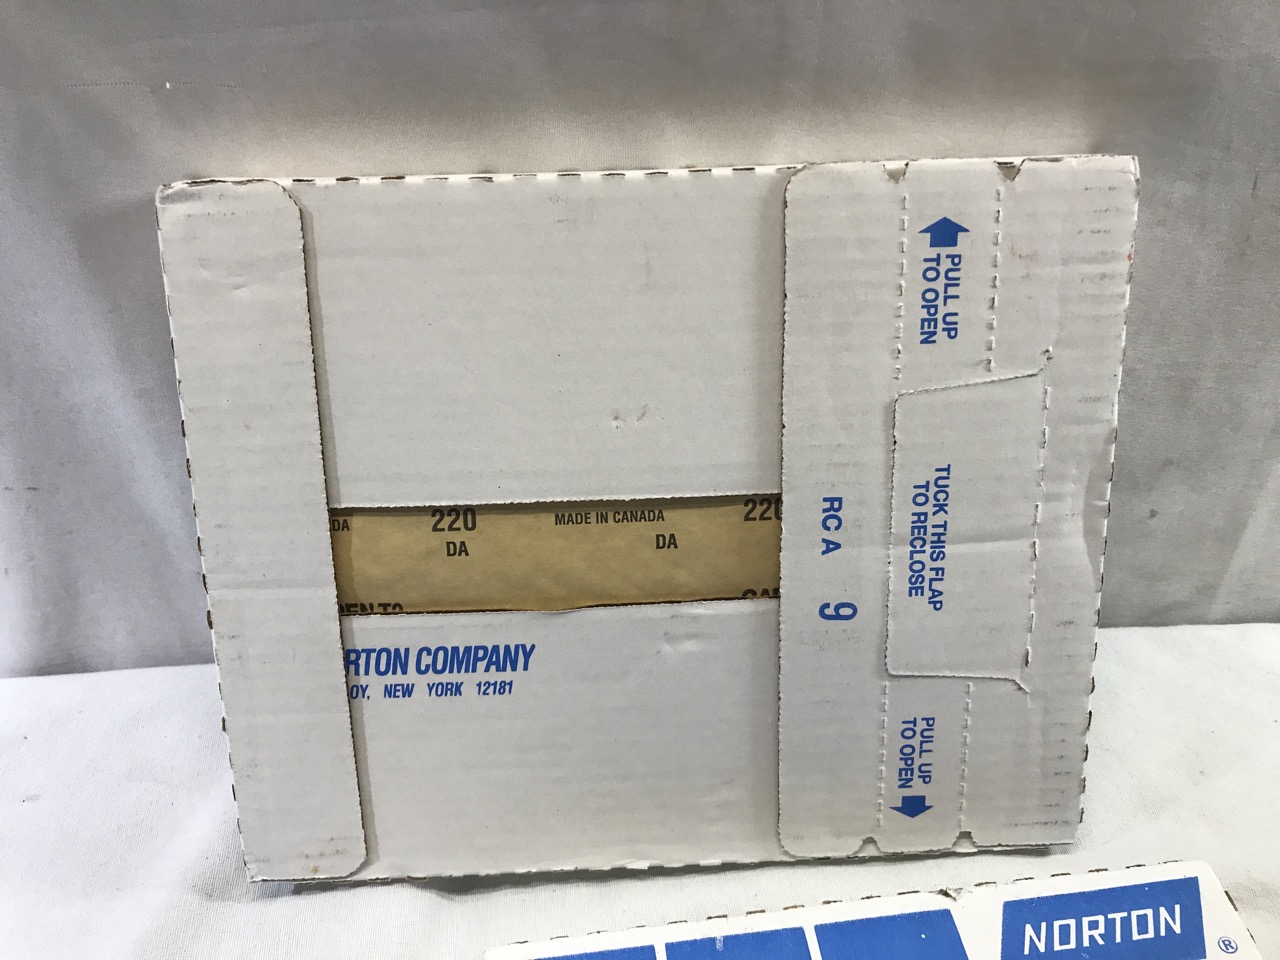 PULL UP
TO OPEN
DA
220
MADE IN CANADA
220
DA
DA
TUCK THIS FLAP
TO RECLOSE
RC A 9
RTON COMPANY
OY, NEW YORK 12181
PULL UP
TO OPEN
NORTON
®